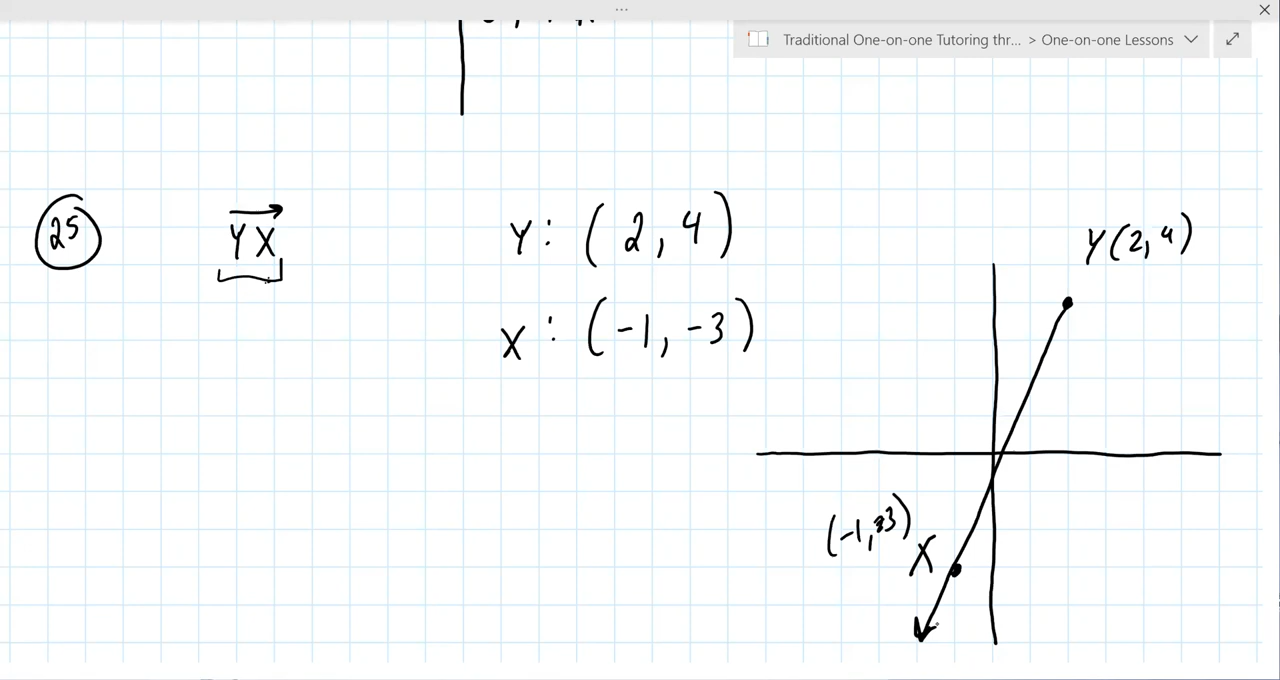 Traditional One-on-one Tutoring thr... > One-on-one Lessons
25
YX
Y: (2, 4)
X: (-1, -3)
Y(2, 4)
(-1, -3)
X